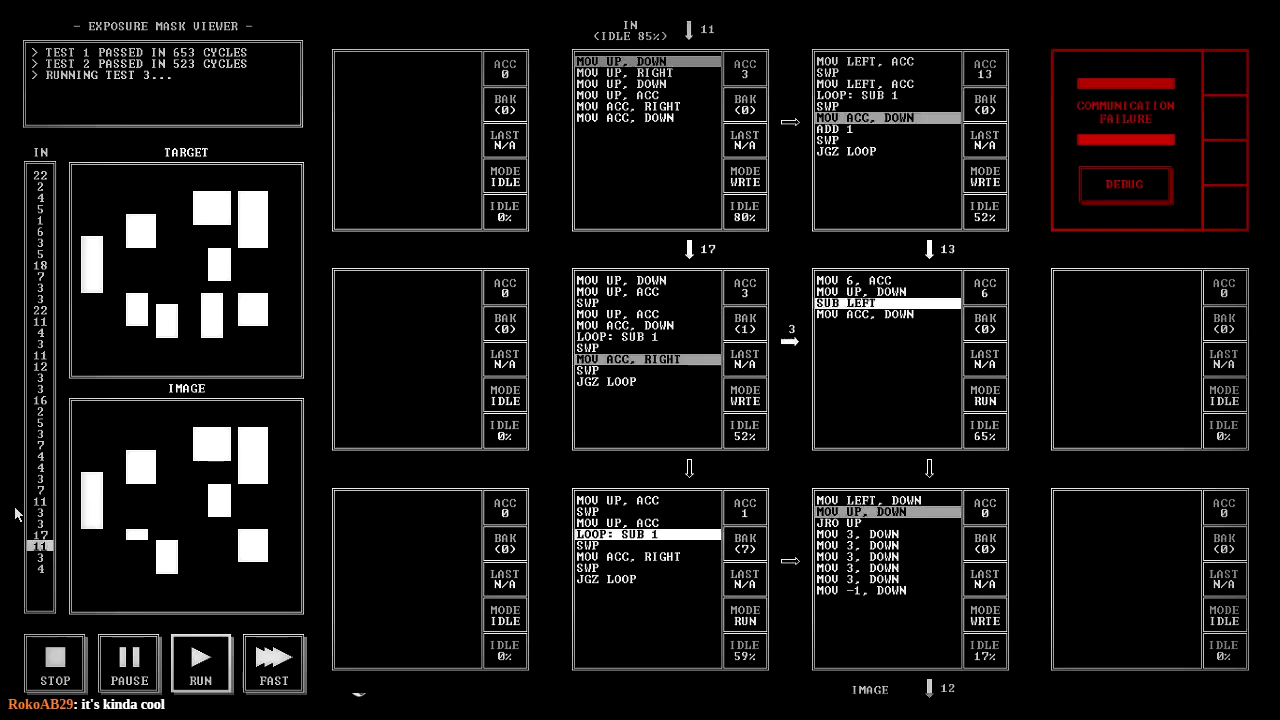 - EXPOSURE MASK VIEWER -
> TEST 1 PASSED IN 653 CYCLES
> TEST 2 PASSED IN 523 CYCLES
> RUNNING TEST 3...
IN
22
2
4
5
1
6
3
5
18
7
3
3
22
11
4
3
11
12
3
3
16
2
5
3
7
4
4
3
7
11
3
3
17
11
3
4
TARGET
IMAGE
STOP
PAUSE
RUN
FAST
RokoAB29: it's kinda cool
IN
(IDLE 85%)
11
ACC
0
BAK
(0)
LAST
N/A
MODE
IDLE
IDLE
0%
MOV UP, DOWN
MOV UP, RIGHT
MOV UP, DOWN
MOV UP, ACC
MOV ACC, RIGHT
MOV ACC, DOWN
ACC
3
BAK
(0)
LAST
N/A
MODE
WRTE
IDLE
80%
MOV LEFT, ACC
SWP
MOV LEFT, ACC
LOOP: SUB 1
SWP
MOV ACC, DOWN
ADD 1
SWP
JGZ LOOP
ACC
13
BAK
(0)
LAST
N/A
MODE
WRTE
IDLE
52%
COMMUNICATION
FAILURE
DEBUG
17
13
ACC
0
BAK
(0)
LAST
N/A
MODE
IDLE
IDLE
0%
MOV UP, DOWN
MOV UP, ACC
SWP
MOV UP, ACC
MOV ACC, DOWN
LOOP: SUB 1
SWP
MOV ACC, RIGHT
SWP
JGZ LOOP
ACC
3
BAK
(1)
LAST
N/A
MODE
WRTE
IDLE
52%
3
MOV 6, ACC
MOV UP, DOWN
SUB LEFT
MOV ACC, DOWN
ACC
6
BAK
(0)
LAST
N/A
MODE
RUN
IDLE
65%
ACC
0
BAK
(0)
LAST
N/A
MODE
IDLE
IDLE
0%
ACC
0
BAK
(0)
LAST
N/A
MODE
IDLE
IDLE
0%
MOV UP, ACC
SWP
MOV UP, ACC
LOOP: SUB 1
SWP
MOV ACC, RIGHT
SWP
JGZ LOOP
ACC
1
BAK
(7)
LAST
N/A
MODE
RUN
IDLE
59%
MOV LEFT, DOWN
MOV UP, DOWN
JRO UP
MOV 3, DOWN
MOV 3, DOWN
MOV 3, DOWN
MOV 3, DOWN
MOV 3, DOWN
MOV -1, DOWN
ACC
0
BAK
(0)
LAST
N/A
MODE
WRTE
IDLE
17%
ACC
0
BAK
(0)
LAST
N/A
MODE
IDLE
IDLE
0%
IMAGE
12